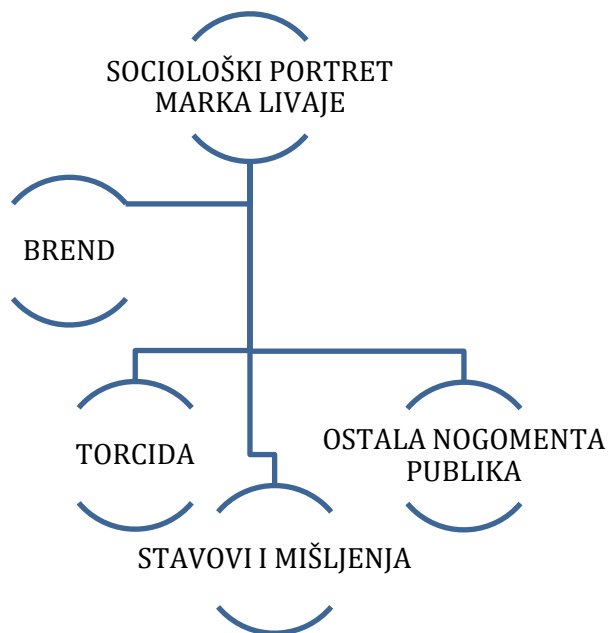 SOCIOLOŠKI PORTRET
MARKA LIVAJE
BREND
TORCIDA
OSTALA NOGOMENTA
PUBLIKA
STAVOVI I MIŠLJENJA